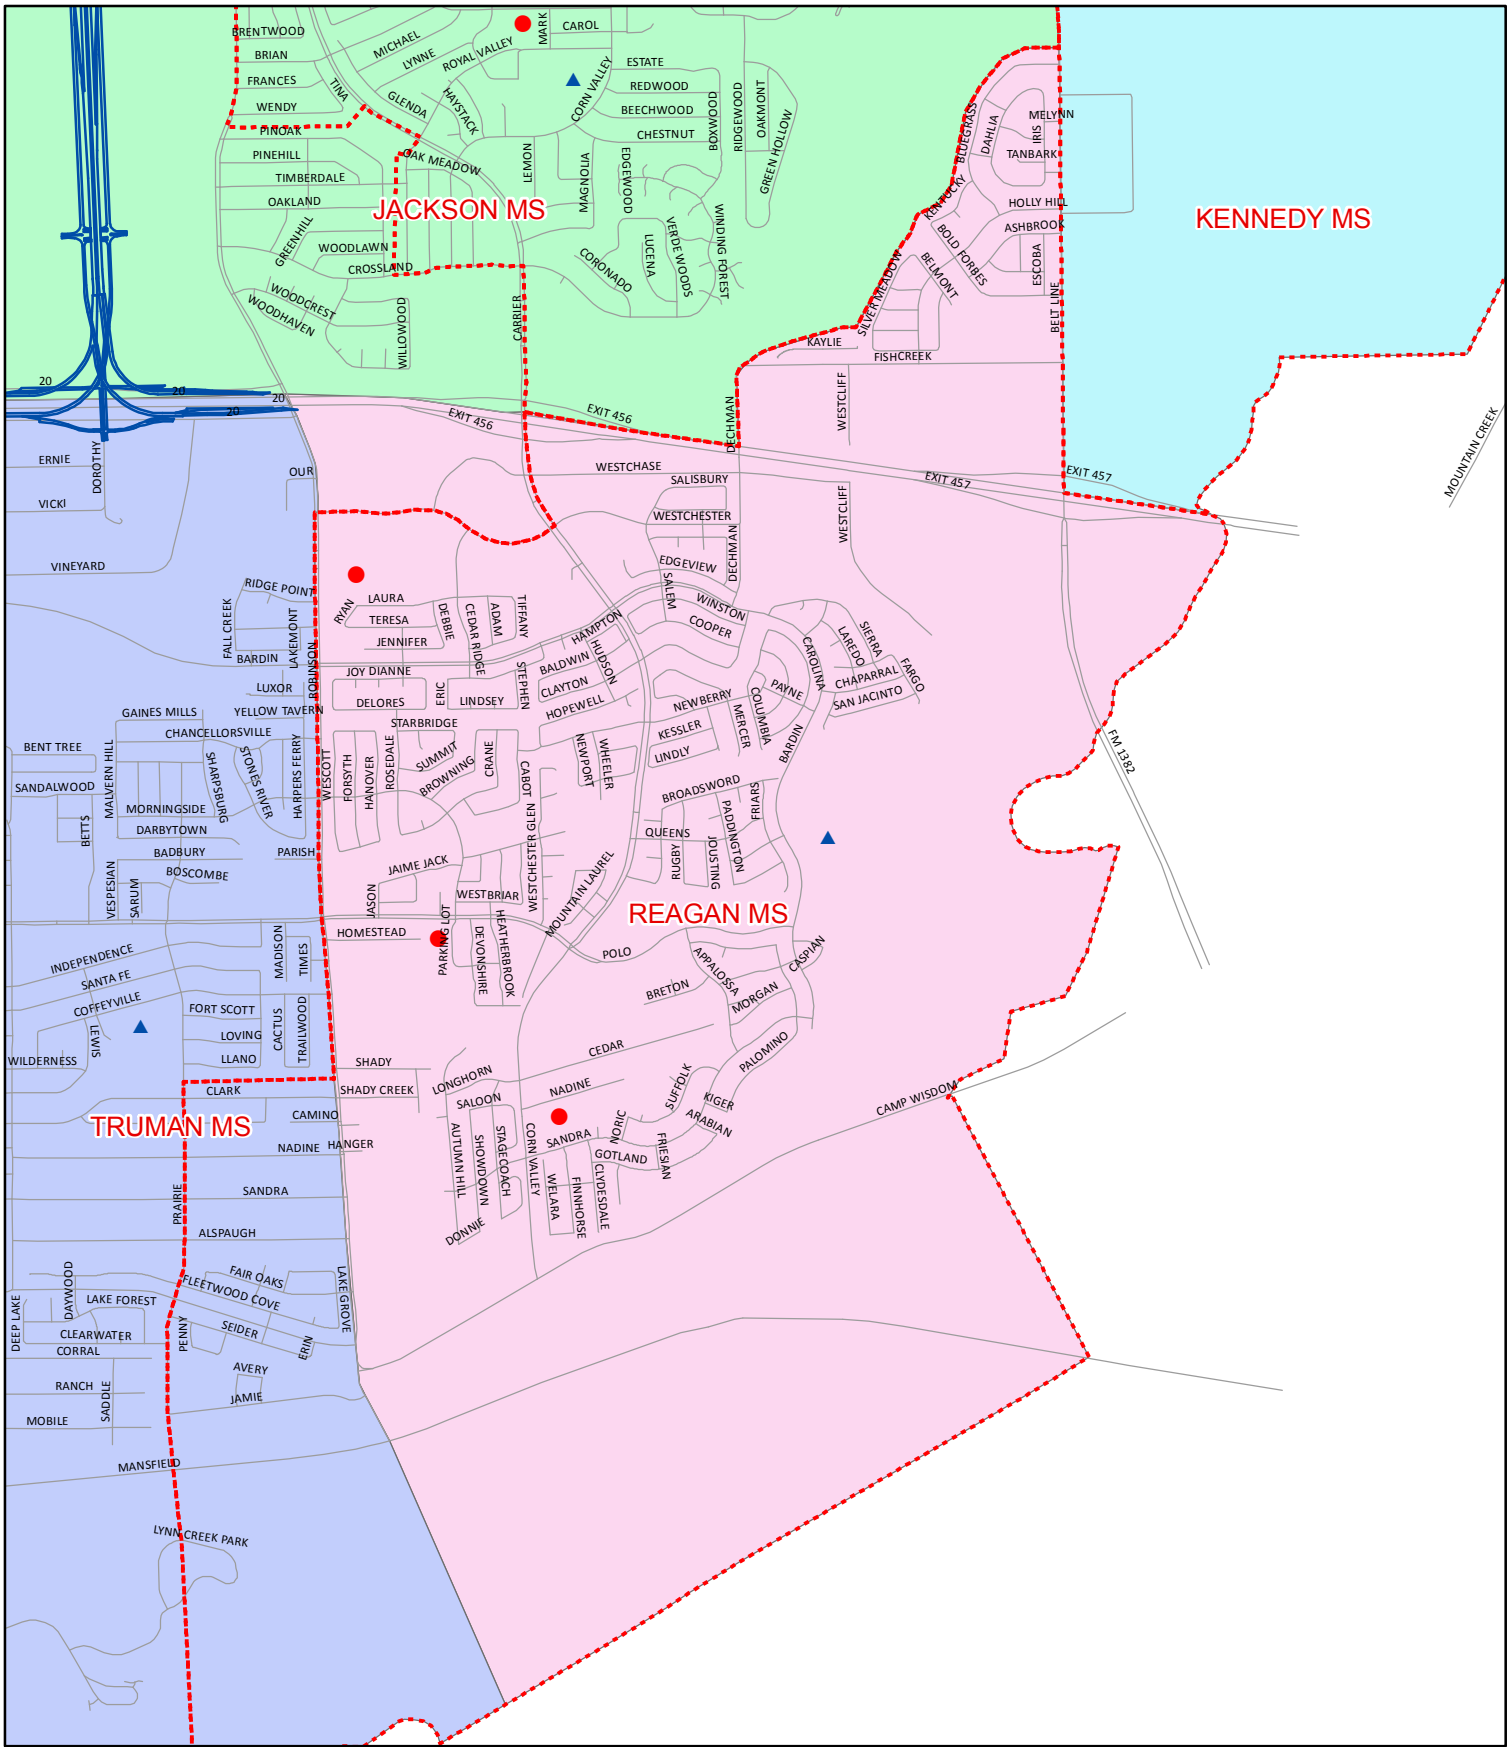 BRENTWOOD
BRIAN
FRANCES
WENDY
PINOAK
PINEHILL
TIMBERDALE
OAKLAND
GREENHILL
WOODLAWN
CROSSLAND
WOODCREST
WOODHAVEN
WILLOWOOD
TINA
MICHAEL
LYNNE
ROYAL VALLEY
MARK
CAROL
GLENDA
HAYSTACK
CORN VALLEY
ESTATE
REDWOOD
BEECHWOOD
CHESTNUT
BOXWOOD
RIDGEWOOD
OAKMONT
GREEN HOLLOW
OAK MEADOW
LEMON
MAGNOLIA
EDGEWOOD
JACKSON MS
CORONADO
LUCENA
VERDE WOODS
WINDING FOREST
CARRIER
BLUEGRASS
DAHLIA
IRIS
MELYNN
TANBARK
KENTUCKY
HOLLY HILL
ASHBROOK
BOLD FORBES
BELMONT
ESCOBA
SILVER MEADOW
BELT LINE
KENNEDY MS
KAYLIE
FISHCREEK
WESTCLIFF
DECHMAN
20
20
20
20
EXIT 456
EXIT 456
EXIT 457
EXIT 457
MOUNTAIN CREEK
ERNIE
DOROTHY
VICKI
OUR
VINEYARD
WESTCHASE
SALISBURY
WESTCHESTER
DECHMAN
WESTCLIFF
EDGEVIEW
SALEM
WINSTON
COOPER
RIDGE POINT
FALL CREEK
LAKEMONT
BARDIN
ROBINSON
LUXOR
YELLOW TAVERN
RYAN
LAURA
TERESA
JENNIFER
DEBBIE
CEDAR RIDGE
ADAM
TIFFANY
JOY DIANNE
DELORES
ERIC
LINDSEY
STEPHEN
HAMPTON
BALDWIN
HUDSON
CLAYTON
HOPEWELL
CAROLINA
LAREDO
SIERRA
FARGO
CHAPARRAL
SAN JACINTO
PAYNE
COLUMBIA
NEWBERRY
MERCER
KESSLER
LINDLY
BARDIN
GAINES MILLS
CHANCELLORSVILLE
BENT TREE
MALVERN HILL
SHARPSBURG
STONES RIVER
HARPERS FERRY
SANDALWOOD
BETTS
MORNINGSIDE
DARBYTOWN
BADBURY
PARISH
BOSCOMBE
VESPESIAN
SARUM
WESCOTT
FORSYTH
HANOVER
ROSEDALE
STARBRIDGE
SUMMIT
BROWNING
CRANE
CABOT
NEWPORT
WHEELER
BROADSWORD
FRIARS
PADDINGTON
QUEENS
RUGBY
JOUSTING
FM 1382
JAIME JACK
JASON
WESTCHESTER GLEN
WESTBRIAR
MOUNTAIN LAUREL
REAGAN MS
HOMESTEAD
PARKING LOT
DEVONSHIRE
HEATHERBROOK
POLO
APPALOSSA
CASPIAN
BRETON
MORGAN
INDEPENDENCE
SANTA FE
COFFEYVILLE
MADISON
TIMES
FORT SCOTT
LOVING
LLANO
CACTUS
TRAILWOOD
LEWIS
WILDERNESS
SHADY
SHADY CREEK
LONGHORN
CEDAR
NADINE
SALOON
SUFFOLK
PALOMINO
KIGER
ARABIAN
CAMP WISDOM
CLARK
TRUMAN MS
CAMINO
NADINE
HANGER
AUTUMN HILL
SHOWDOWN
STAGECOACH
CORN VALLEY
SANDRA
NORIC
GOTLAND
FRIESIAN
WELARA
FINNHORSE
CLYDESDALE
DONNIE
PRAIRIE
SANDRA
ALSPAUGH
DAYWOOD
FAIR OAKS
FLEETWOOD COVE
LAKE GROVE
DEEP LAKE
LAKE FOREST
CLEARWATER
PENNY
SEIDER
ERIN
CORRAL
AVERY
RANCH
SADDLE
JAMIE
MOBILE
MANSFIELD
LYNN CREEK PARK